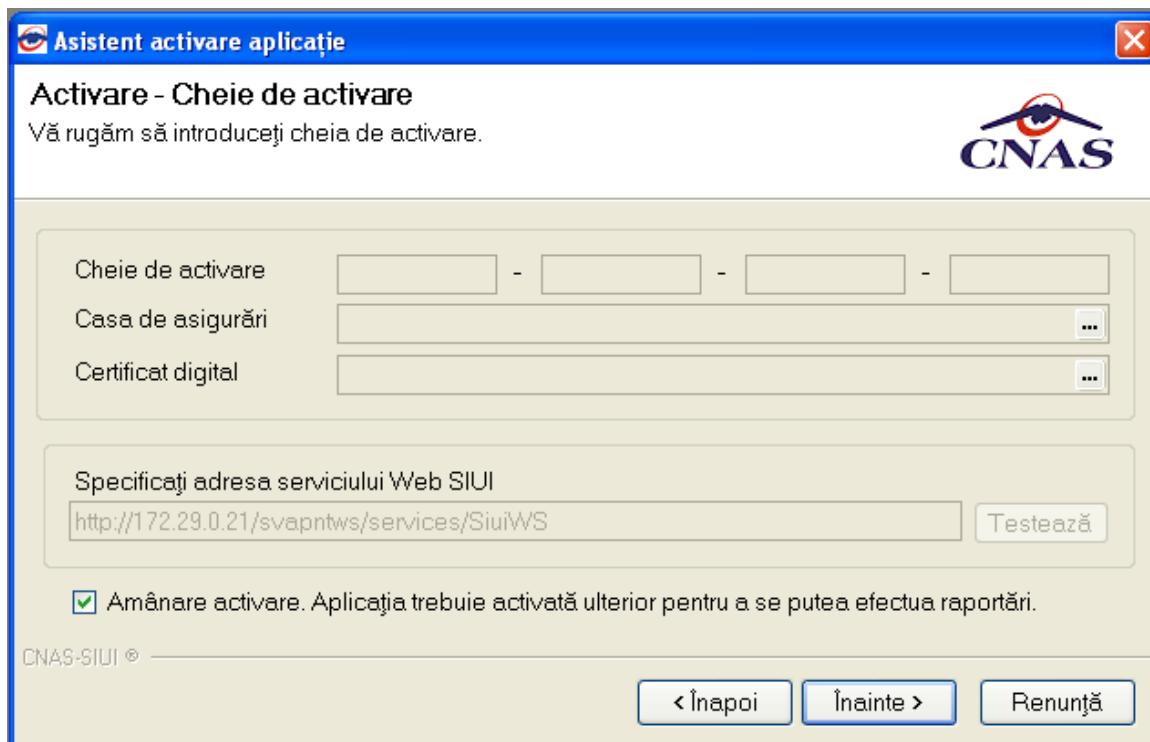 Asistent activare aplicație
Activare - Cheie de activare
Vă rugăm să introduceţi cheia de activare.
CNAS
Cheie de activare - - -
Casa de asigurări ...
Certificat digital ...
Specificaţi adresa serviciului Web SIUI
http://172.29.0.21/svapntws/services/SiuiWS Testează
Amânare activare. Aplicaţia trebuie activată ulterior pentru a se putea efectua raportări.
CNAS-SIUI ®
< Înapoi Înainte > Renunţă